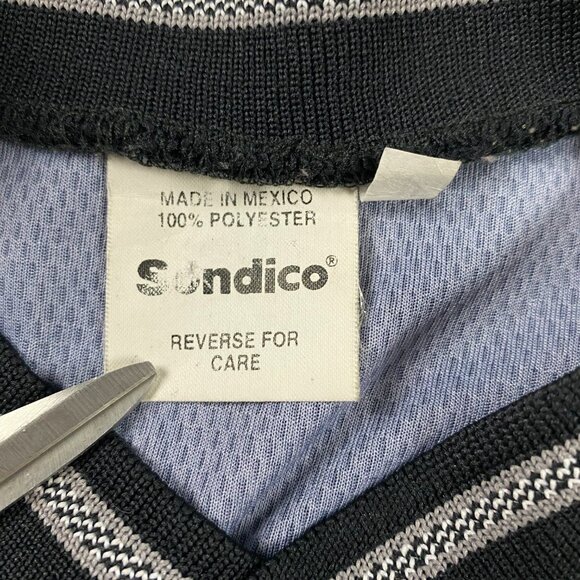 MADE IN MEXICO
100% POLYESTER
Sondico®
REVERSE FOR
CARE